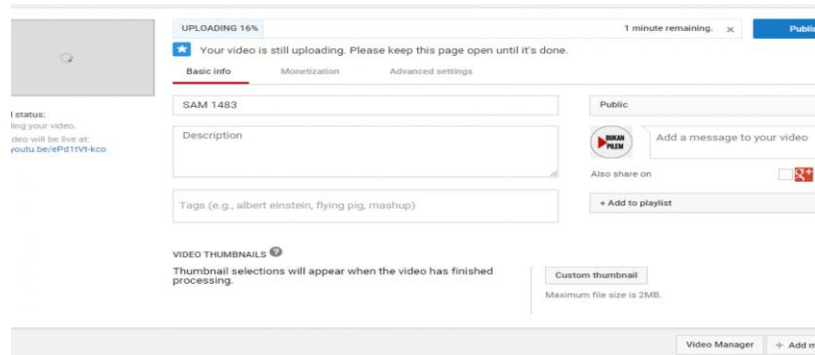 UPLOADING 16%
1 minute remaining.
Publis
Your video is still uploading. Please keep this page open until it's done.
Basic info
Monetization
Advanced settings
d status:
ding your video.
deo will be live at:
youtu.be/ePd1tVt-kco
SAM 1483
Description
Tags (e.g., albert einstein, flying pig, mashup)
Public
BUKAN
PILEM
Add a message to your video
Also share on
g+
+ Add to playlist
VIDEO THUMBNAILS ?
Thumbnail selections will appear when the video has finished
processing.
Custom thumbnail
Maximum file size is 2MB.
Video Manager
+ Add m